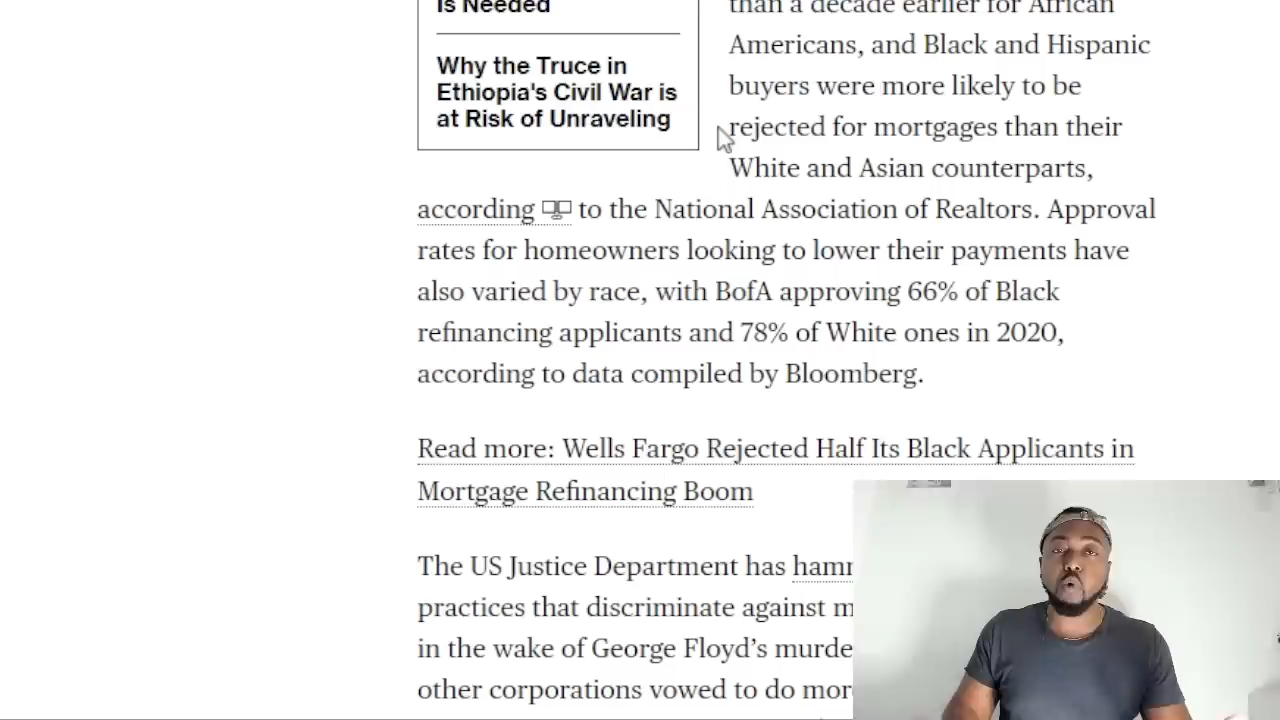 Is Needed
Why the Truce in
Ethiopia's Civil War is
at Risk of Unraveling
than a decade earlier for African
Americans, and Black and Hispanic
buyers were more likely to be
rejected for mortgages than their
White and Asian counterparts,
according to the National Association of Realtors. Approval
rates for homeowners looking to lower their payments have
also varied by race, with BofA approving 66% of Black
refinancing applicants and 78% of White ones in 2020,
according to data compiled by Bloomberg.
Read more: Wells Fargo Rejected Half Its Black Applicants in
Mortgage Refinancing Boom
The US Justice Department has
practices that discriminate against
in the wake of George Floyd's
other corporations vowed to do